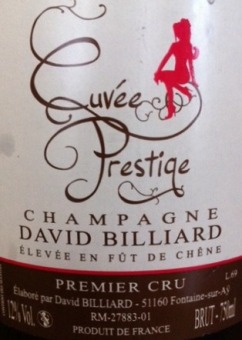 Cuvée
Prestige
CHAMPAGNE
DAVID BILLIARD
ÉLEVÉE EN FÛT DE CHÊNE
PREMIER CRU
L.69
Élaboré par David BILLIARD - 51160 Fontaine-sur-Aÿ
12% Vol.
RM-27883-01
BRUT - 750ml
PRODUIT DE FRANCE